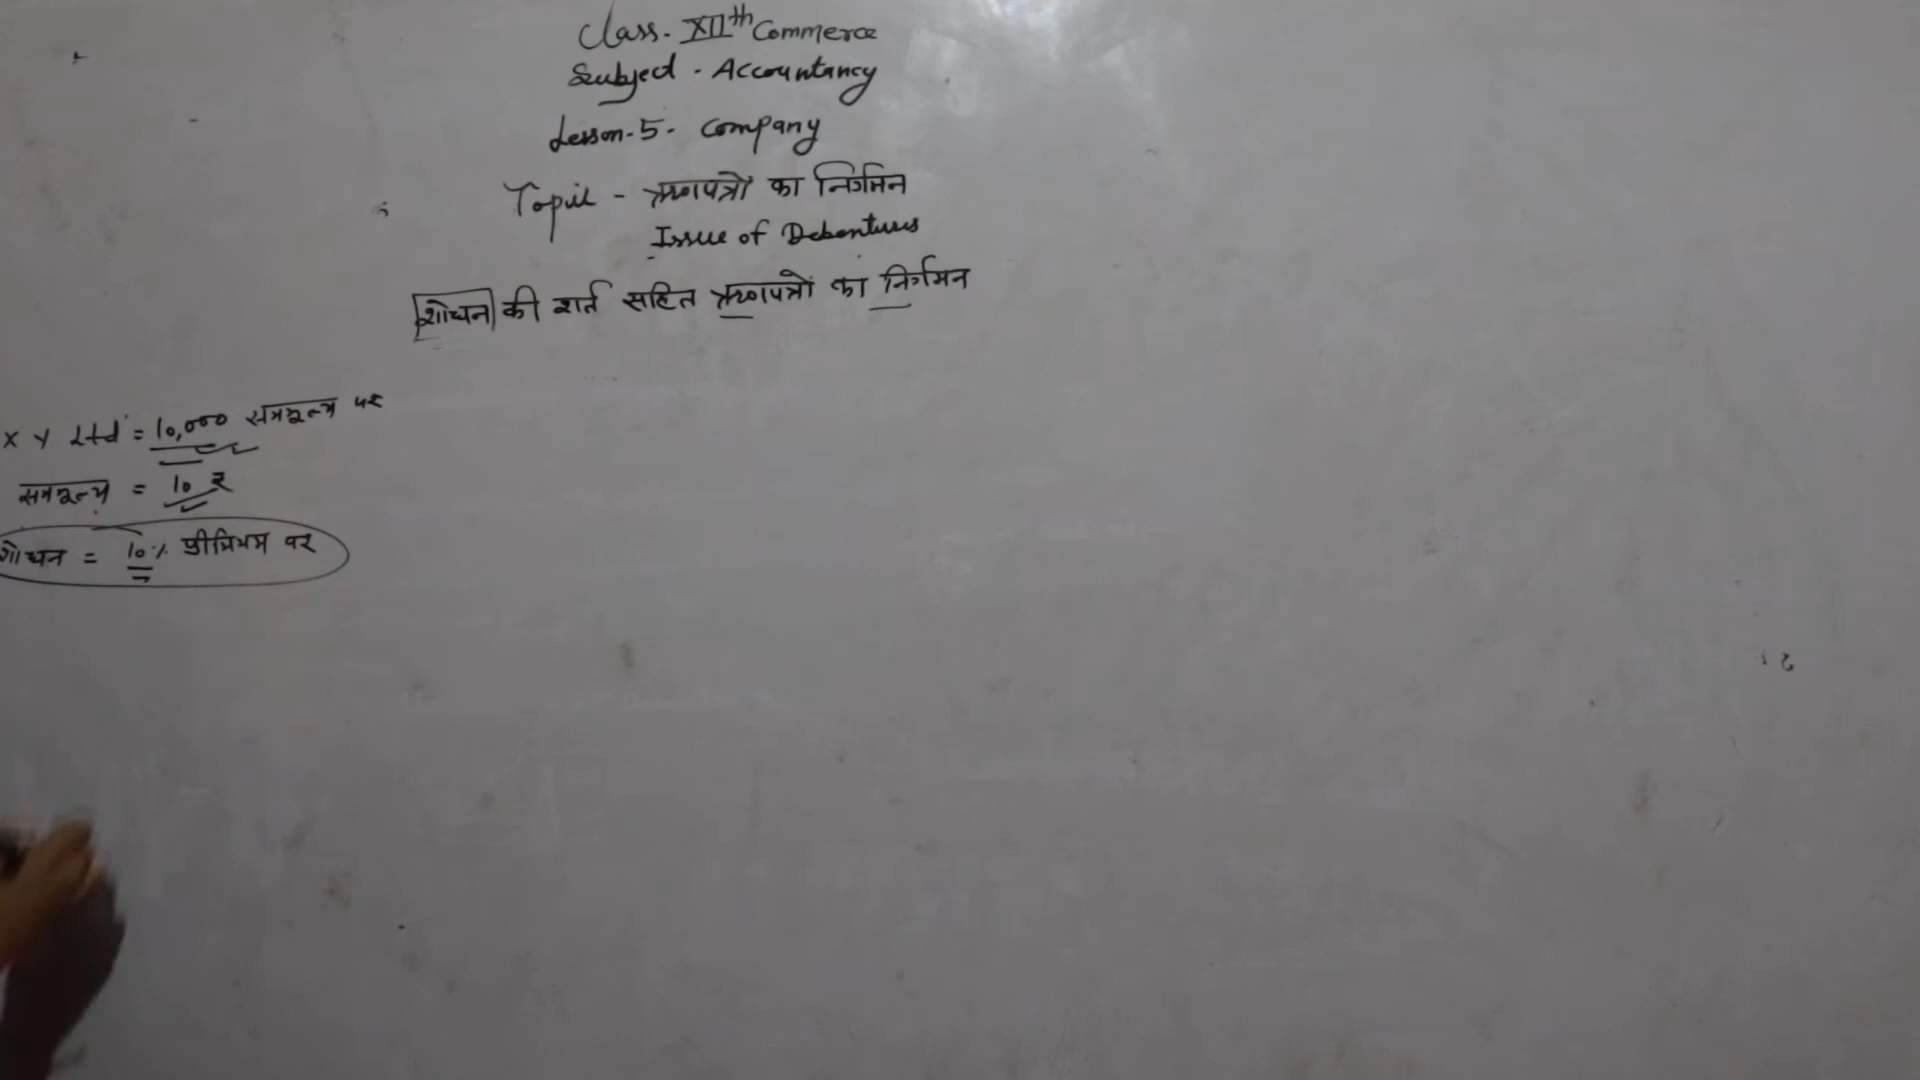 Class. XIIth Commerce
Subject - Accountancy
Lesson-5- Company
Topic - ऋणपत्रों का निर्गमन
Issue of Debentures
शोधन की शर्त सहित ऋणपत्रों का निर्गमन
X Y Ltd = 10,000 सममूल्य पर
सममूल्य = 10 ₹
शोधन = 10% प्रीमियम पर